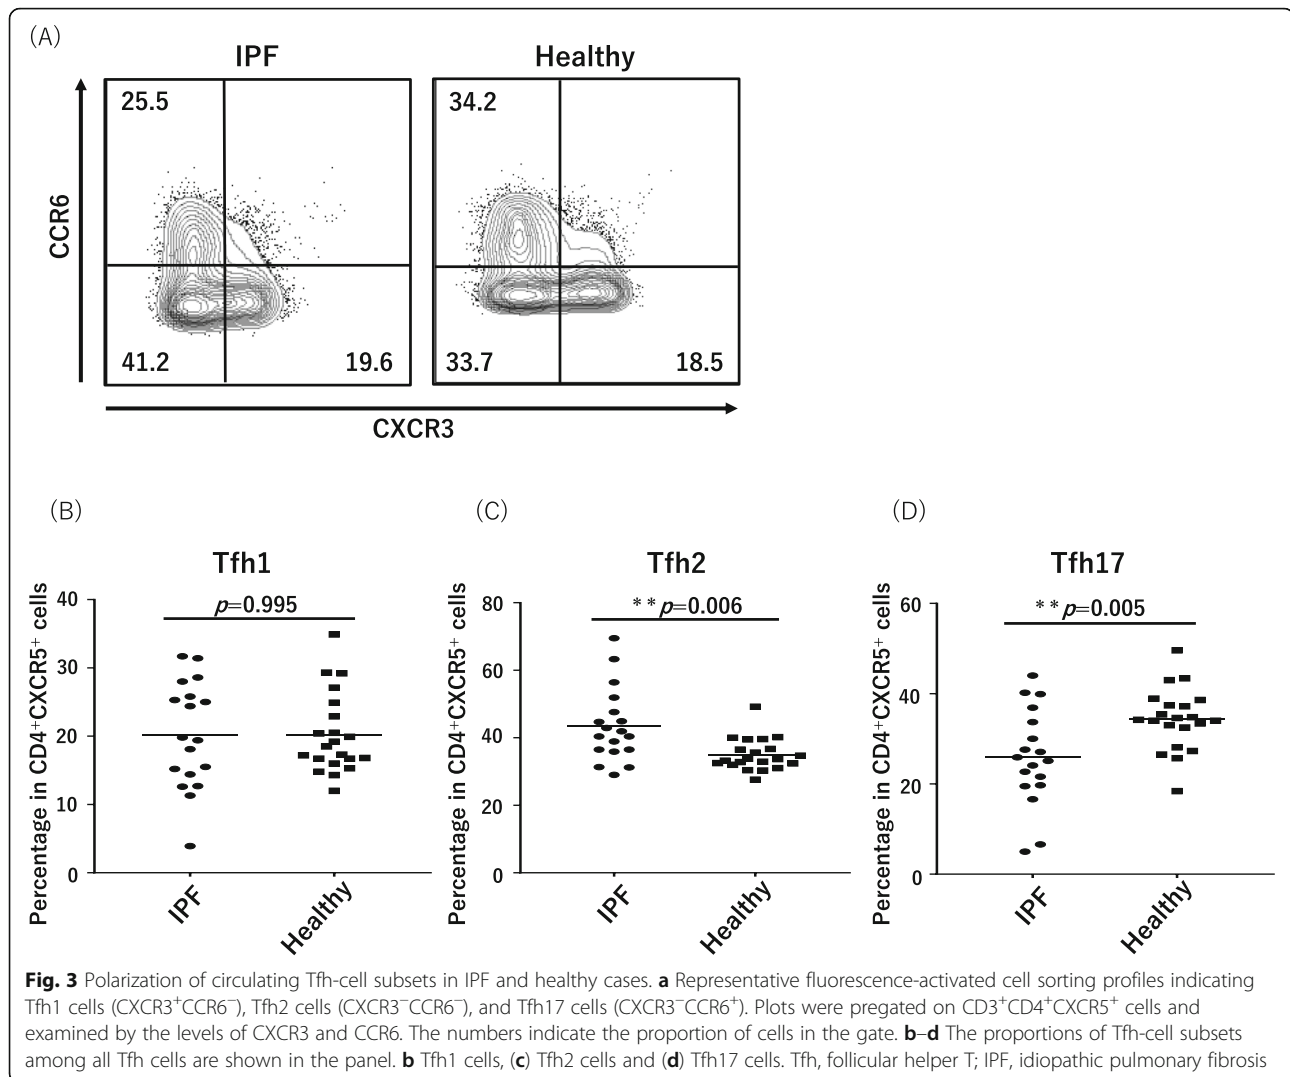 (A)
IPF
Healthy
25.5
34.2
CCR6
41.2
19.6
33.7
18.5
CXCR3
(B)
Tfh1
p=0.995
Percentage in CD4⁺CXCR5⁺ cells
40
30
20
10
0
IPF
Healthy
(C)
Tfh2
**p=0.006
Percentage in CD4⁺CXCR5⁺ cells
80
60
40
20
0
IPF
Healthy
(D)
Tfh17
**p=0.005
Percentage in CD4⁺CXCR5⁺ cells
60
40
20
0
IPF
Healthy
Fig. 3 Polarization of circulating Tfh-cell subsets in IPF and healthy cases. a Representative fluorescence-activated cell sorting profiles indicating
Tfh1 cells (CXCR3⁺CCR6⁻), Tfh2 cells (CXCR3⁻CCR6⁻), and Tfh17 cells (CXCR3⁻CCR6⁺). Plots were pregated on CD3⁺CD4⁺CXCR5⁺ cells and
examined by the levels of CXCR3 and CCR6. The numbers indicate the proportion of cells in the gate. b–d The proportions of Tfh-cell subsets
among all Tfh cells are shown in the panel. b Tfh1 cells, (c) Tfh2 cells and (d) Tfh17 cells. Tfh, follicular helper T; IPF, idiopathic pulmonary fibrosis